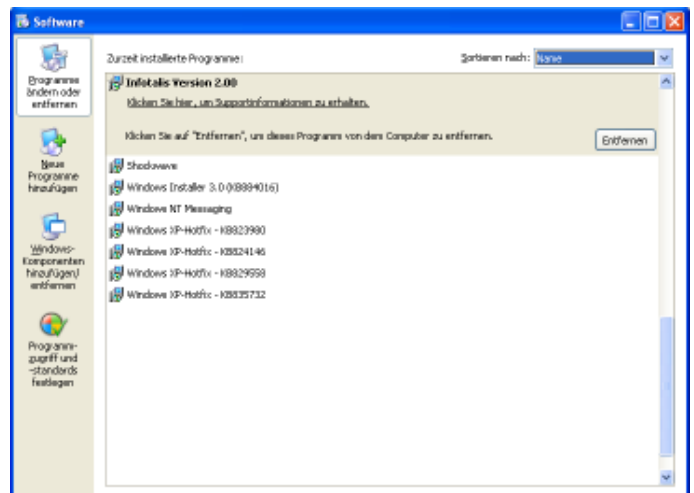 Software
Programme
ändern oder
entfernen
Neue
Programme
hinzufügen
Windows-
Komponenten
hinzufügen/
entfernen
Programm-
zugriff und
-standards
festlegen
Zurzeit installierte Programme:
Sortieren nach: Name
Infotalis Version 2.00
Klicken Sie hier, um Supportinformationen zu erhalten.
Klicken Sie auf "Entfernen", um dieses Programm von dem Computer zu entfernen.
Entfernen
Shockwave
Windows Installer 3.0 (KB884016)
Windows NT Messaging
Windows XP-Hotfix - KB823980
Windows XP-Hotfix - KB824146
Windows XP-Hotfix - KB829558
Windows XP-Hotfix - KB835732